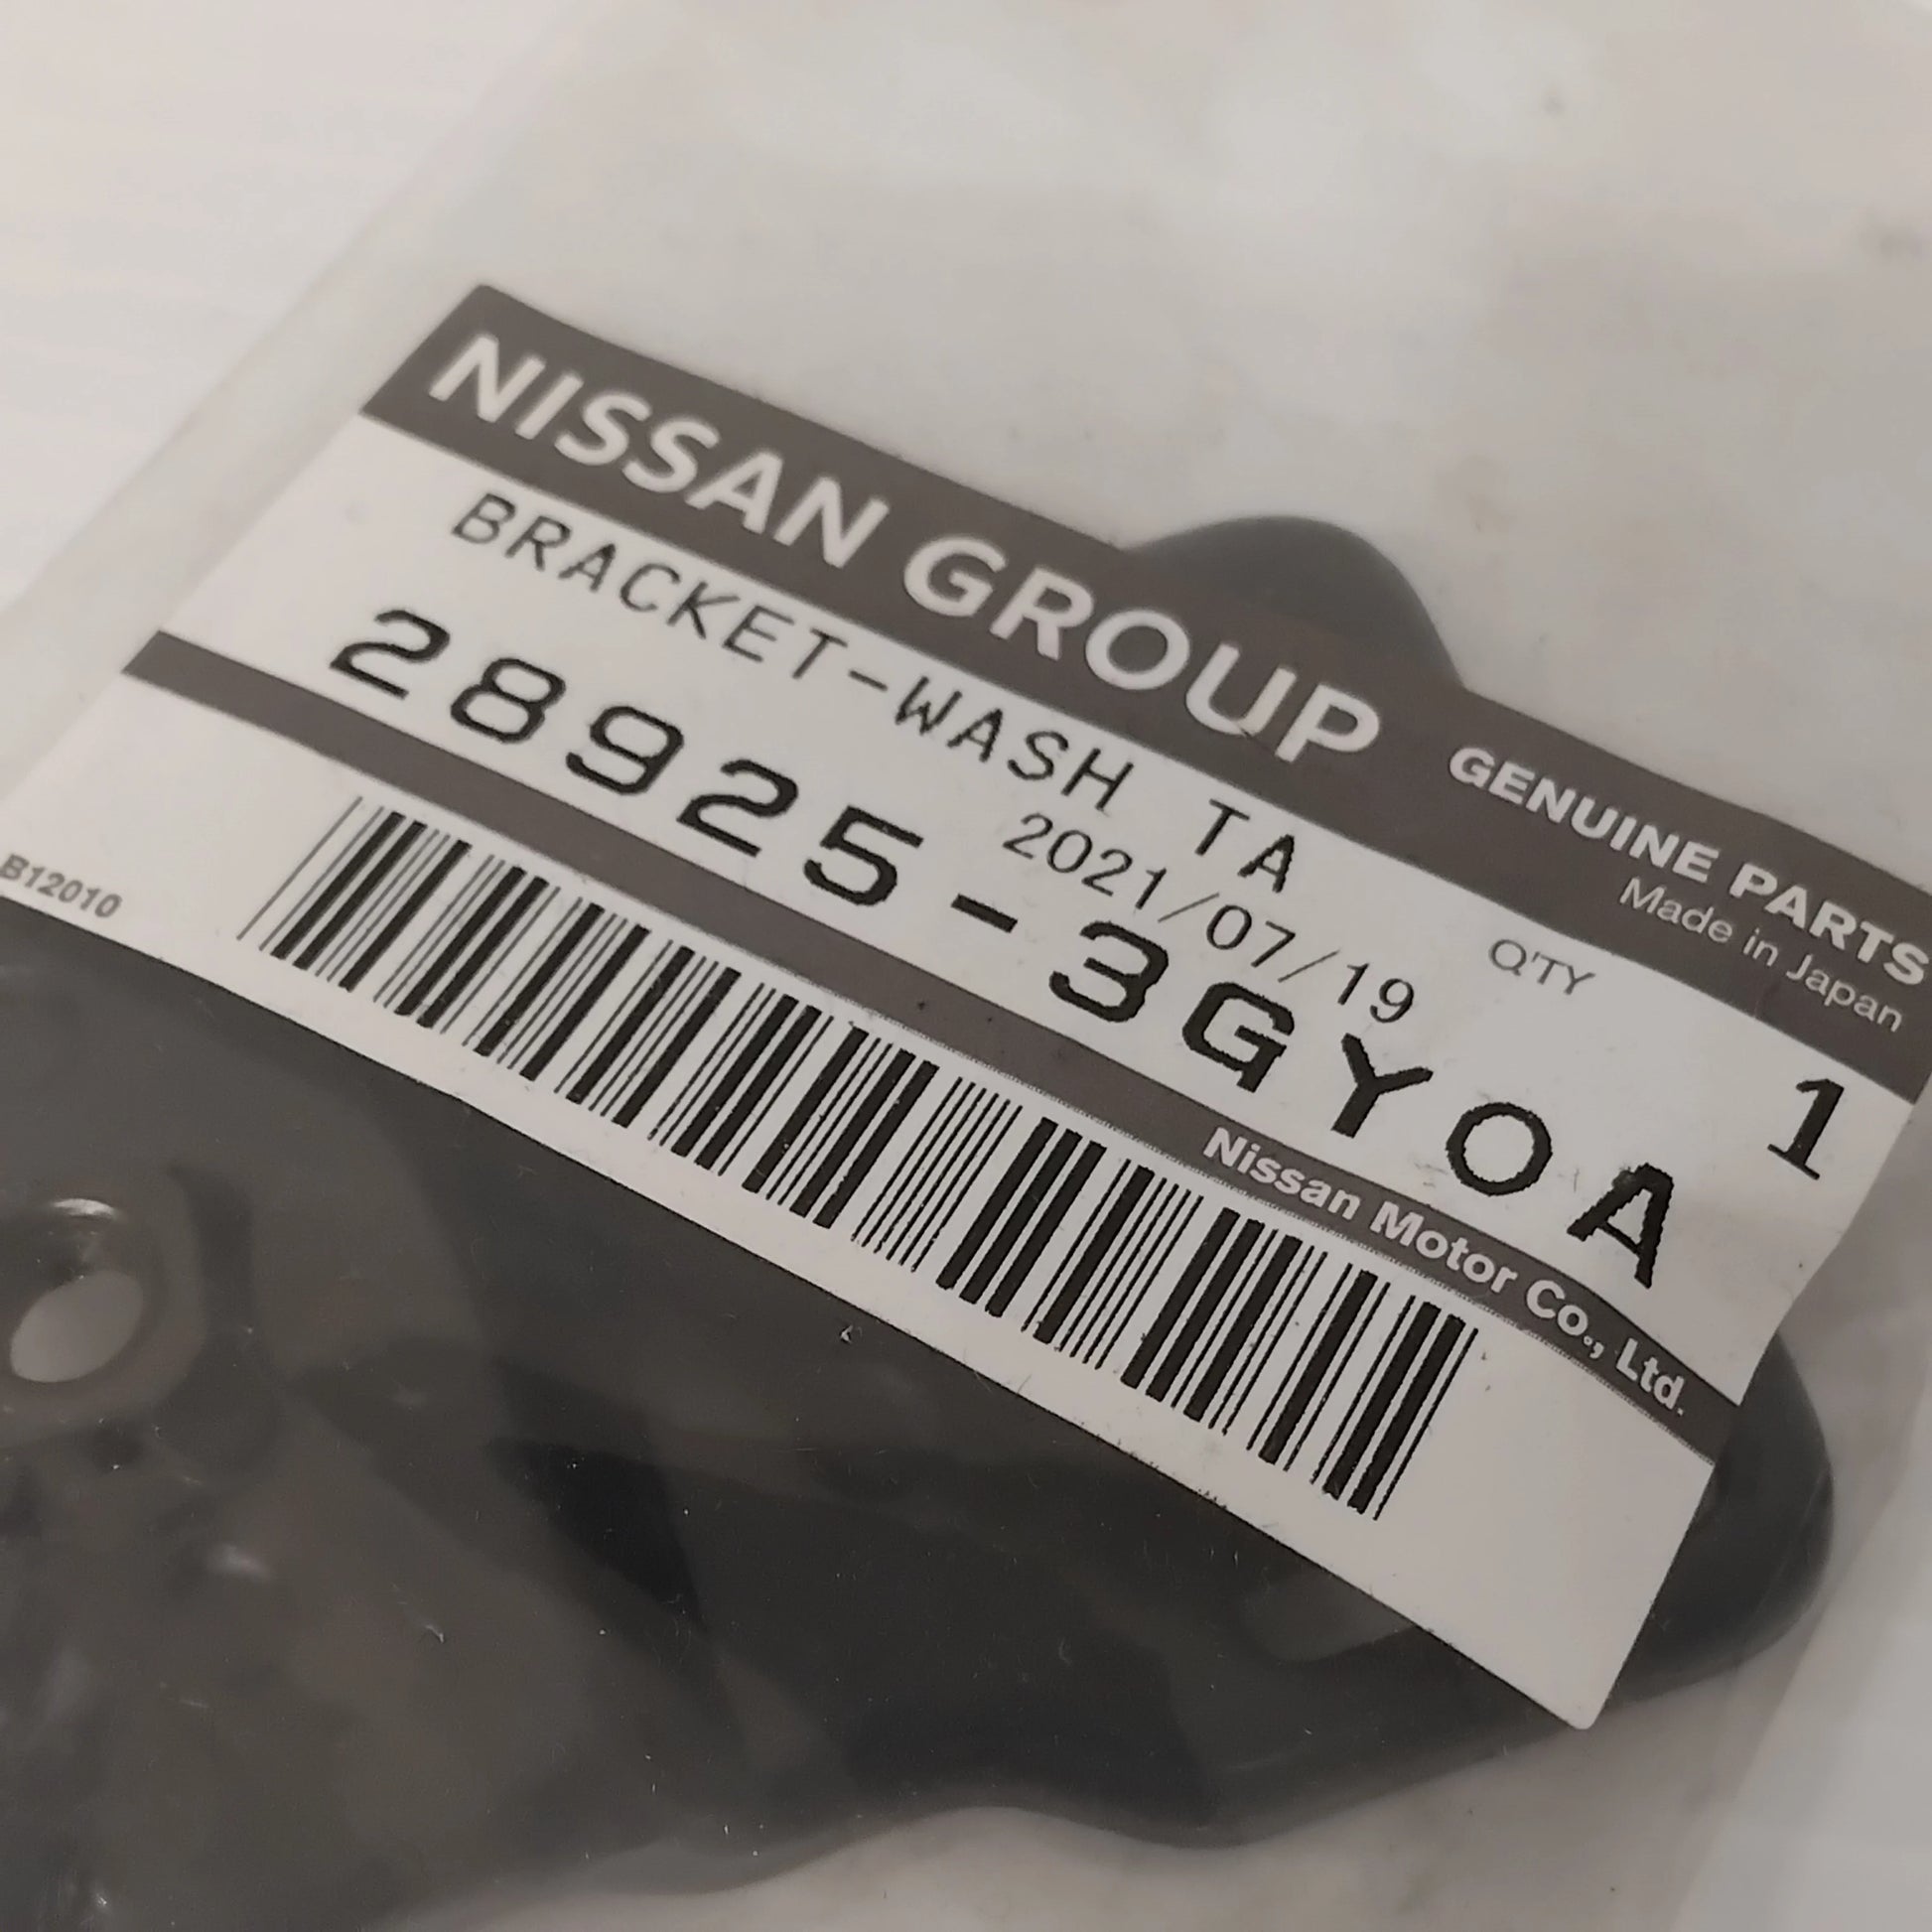 NISSAN GROUP GENUINE PARTS
Made in Japan
BRACKET-WASH TA
2021/07/19 Q'TY
28925-3GY0A 1
Nissan Motor Co., Ltd.
B12010